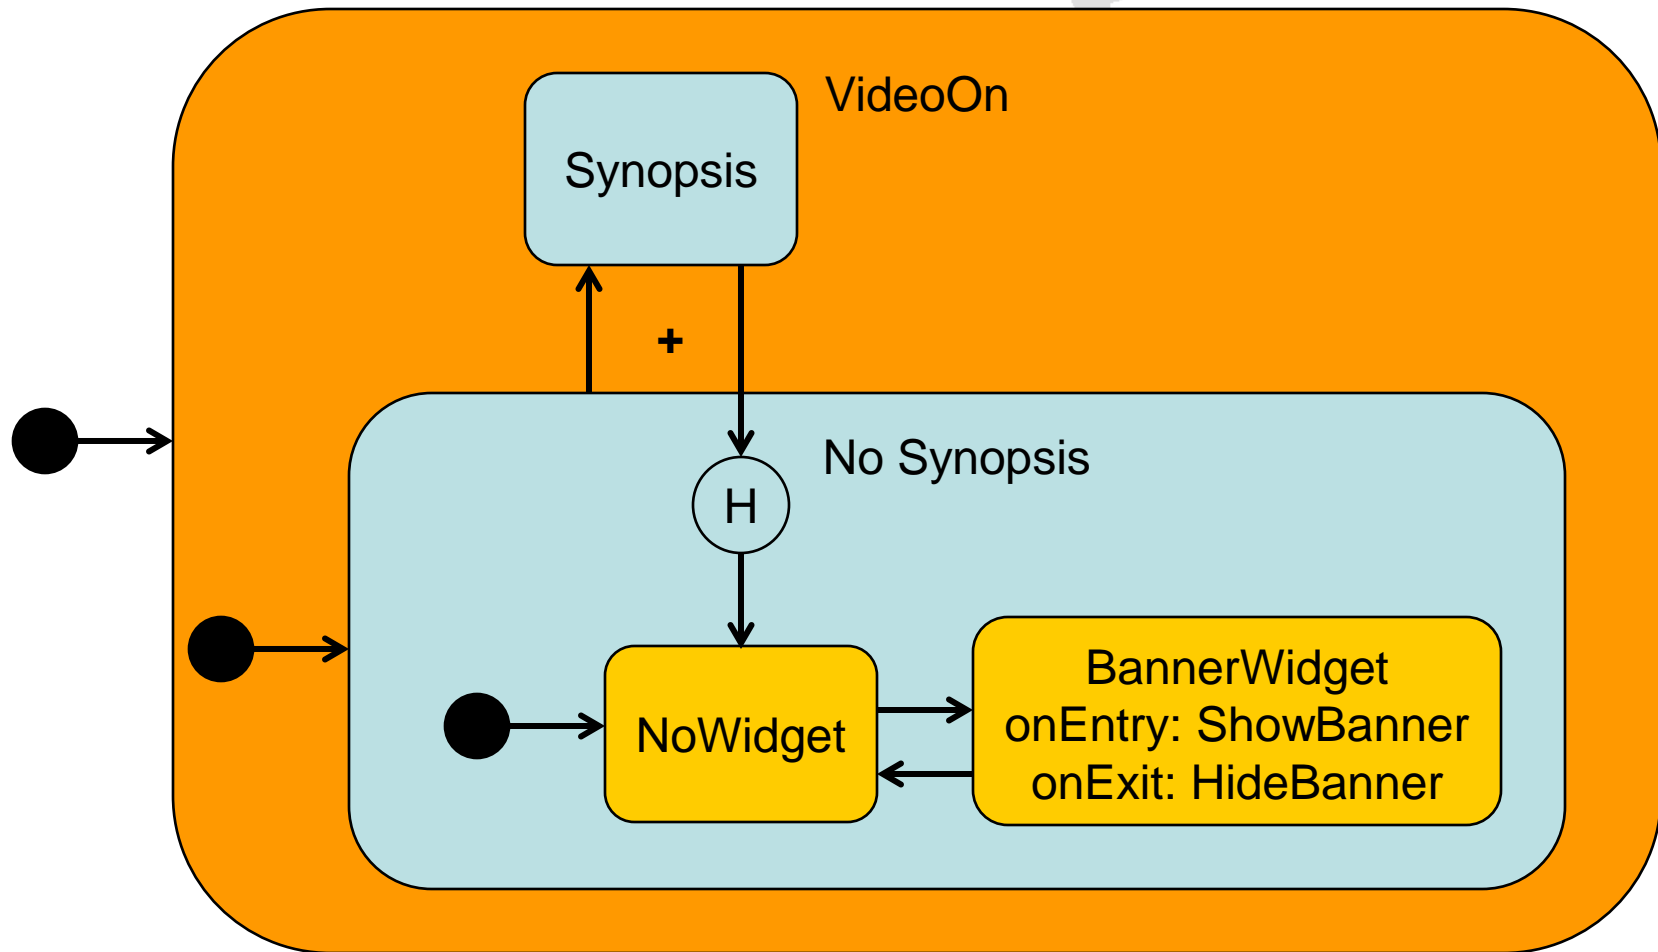 VideoOn
Synopsis
+
No Synopsis
H
NoWidget
BannerWidget
onEntry: ShowBanner
onExit: HideBanner